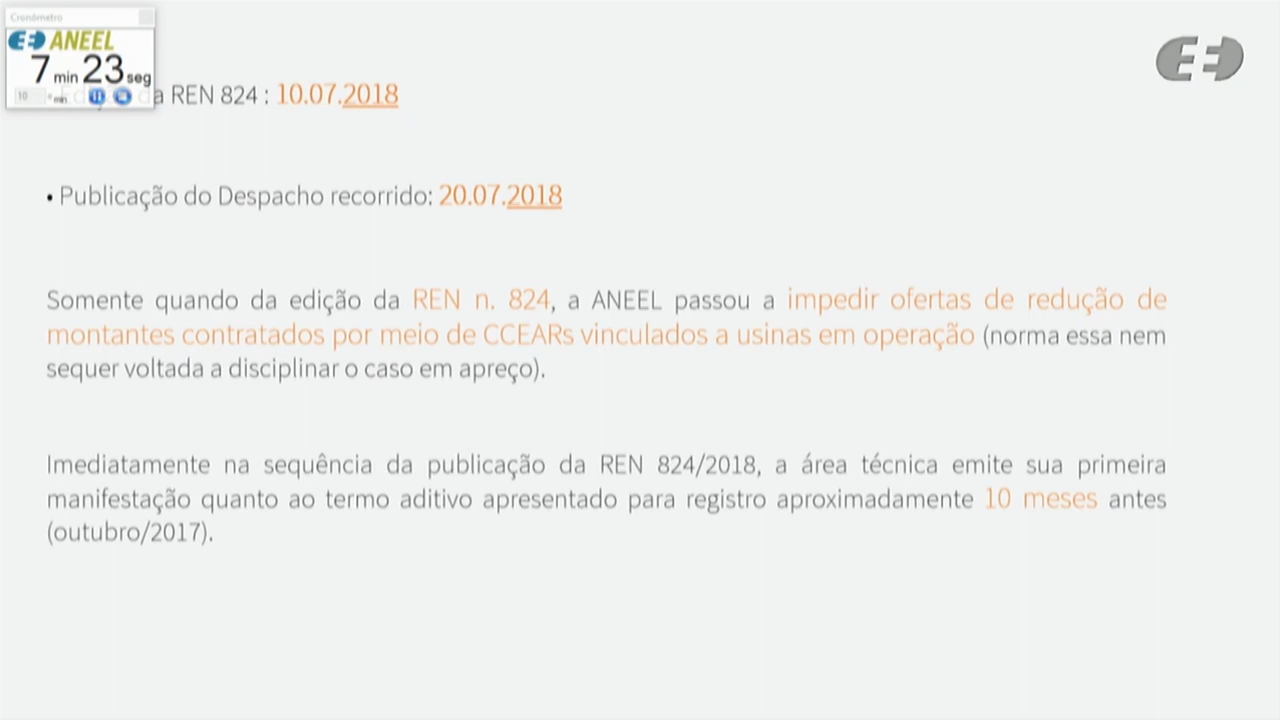 Cronômetro
ANEEL
7 min 23 seg
10 min
da REN 824 : 10.07.2018
• Publicação do Despacho recorrido: 20.07.2018
Somente quando da edição da REN n. 824, a ANEEL passou a impedir ofertas de redução de
montantes contratados por meio de CCEARs vinculados a usinas em operação (norma essa nem
sequer voltada a disciplinar o caso em apreço).
Imediatamente na sequência da publicação da REN 824/2018, a área técnica emite sua primeira
manifestação quanto ao termo aditivo apresentado para registro aproximadamente 10 meses antes
(outubro/2017).